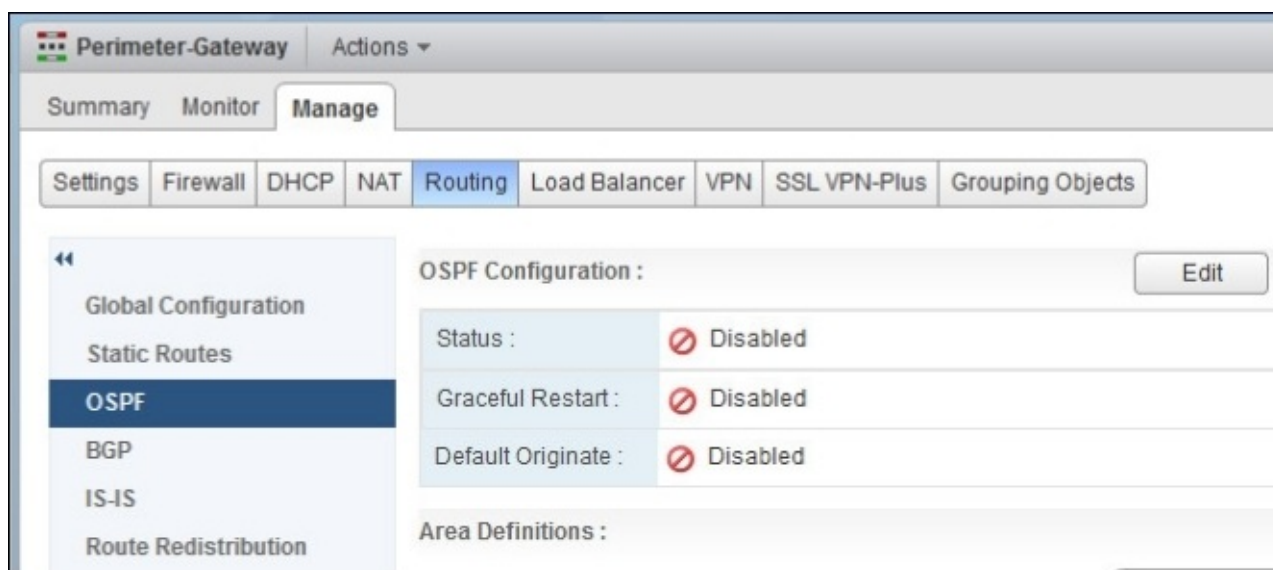 Perimeter-Gateway Actions
Summary Monitor Manage
Settings Firewall DHCP NAT Routing Load Balancer VPN SSL VPN-Plus Grouping Objects
OSPF Configuration : Edit
Global Configuration
Static Routes
OSPF
BGP
IS-IS
Route Redistribution
Status : Disabled
Graceful Restart : Disabled
Default Originate : Disabled
Area Definitions :